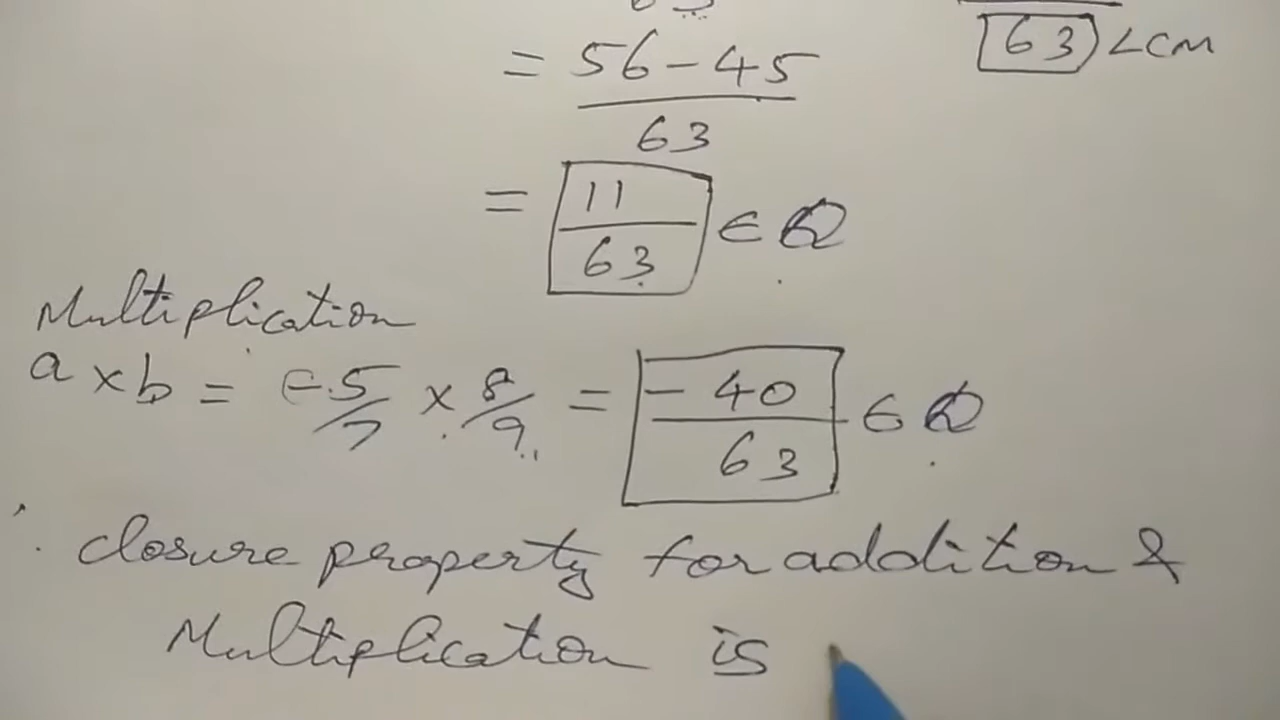 63 LCM
= 56 - 45 / 63
= 11 / 63 ∈ Q
Multiplication
a × b = -5/7 × 8/9 = -40 / 63 ∈ Q
∴ closure property for addition &
Multiplication is